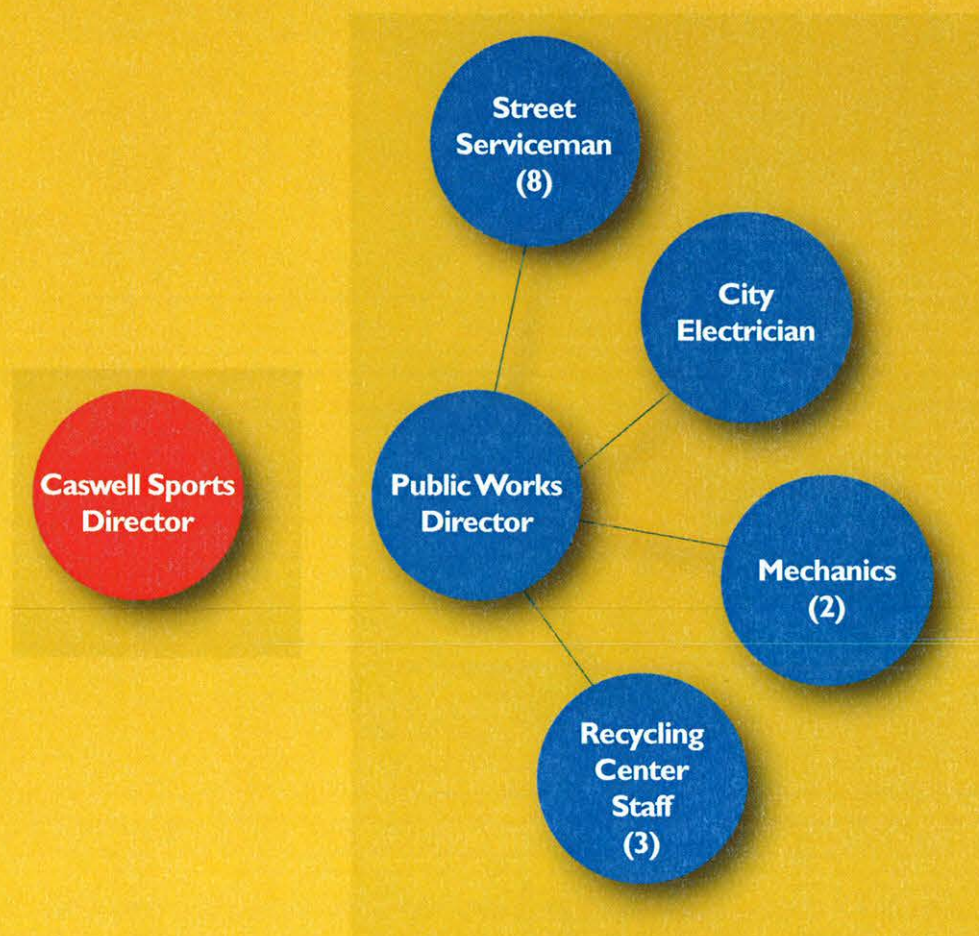 Street
Serviceman
(8)
City
Electrician
Caswell Sports
Director
Public Works
Director
Mechanics
(2)
Recycling
Center
Staff
(3)